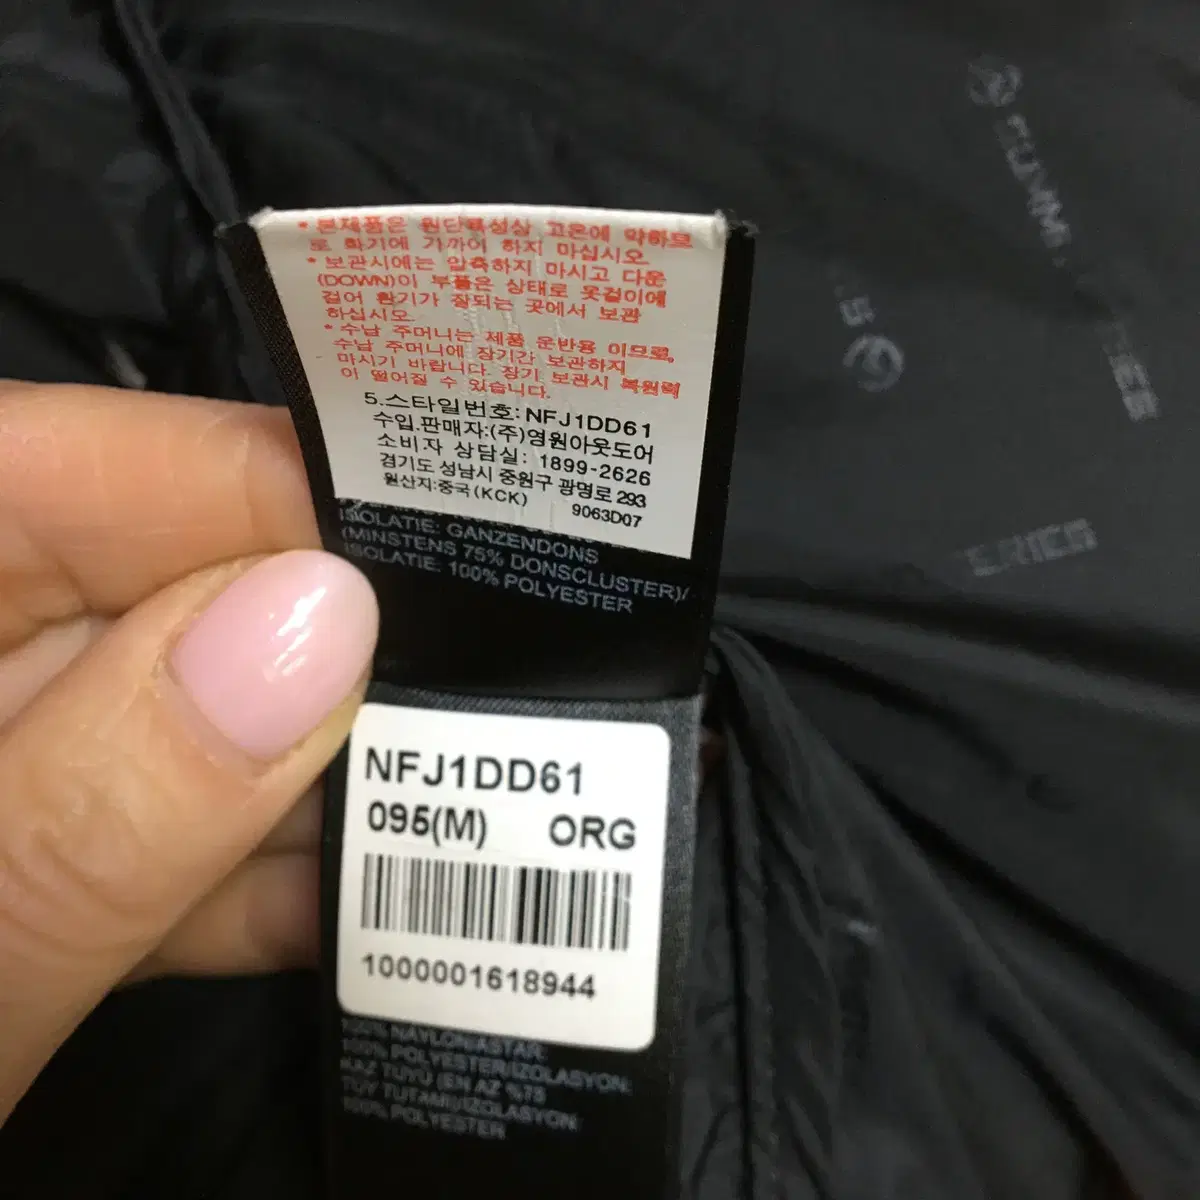 * 본제품은 원단특성상 고온에 약하므
로 화기에 가까이 하지 마십시오.
* 보관시에는 압축하지 마시고 다운
(DOWN)이 부풀은 상태로 옷걸이에
걸어 환기가 잘되는 곳에서 보관
하십시오.
* 수납 주머니는 제품 운반용 이므로,
수납 주머니에 장기간 보관하지
마시기 바랍니다. 장기 보관시 복원력
이 떨어질 수 있습니다.
5.스타일번호: NFJ1DD61
수입.판매자:(주)영원아웃도어
소비자 상담실: 1899-2626
경기도 성남시 중원구 광명로 293
원산지:중국(KCK)
9063D07
ISOLATIE: GANZENDONS
(MINSTENS 75% DONSCLUSTER)/
ISOLATIE: 100% POLYESTER
NFJ1DD61
095(M) ORG
1000001618944
100% NAYLON/ASTAR:
100% POLYESTER/IZOLASYON:
KAZ TÜYÜ (EN AZ %75
TÜY TUTAMI)/IZOLASYON:
100% POLYESTER
ERIES